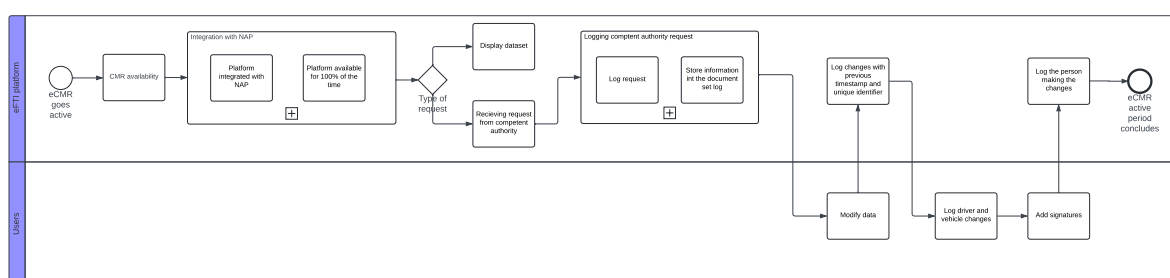 eFTI platform
eCMR
goes
active
CMR availability
Integration with NAP
Platform
integrated with
NAP
Platform available
for 100% of the
time
Type of
request
Display dataset
Recieving request
from competent
authority
Logging comptent authority request
Log request
Store information
int the document
set log
Log changes with
previous
timestamp and
unique identifier
Log the person
making the
changes
eCMR
active
period
concludes
Users
Modify data
Log driver and
vehicle changes
Add signatures